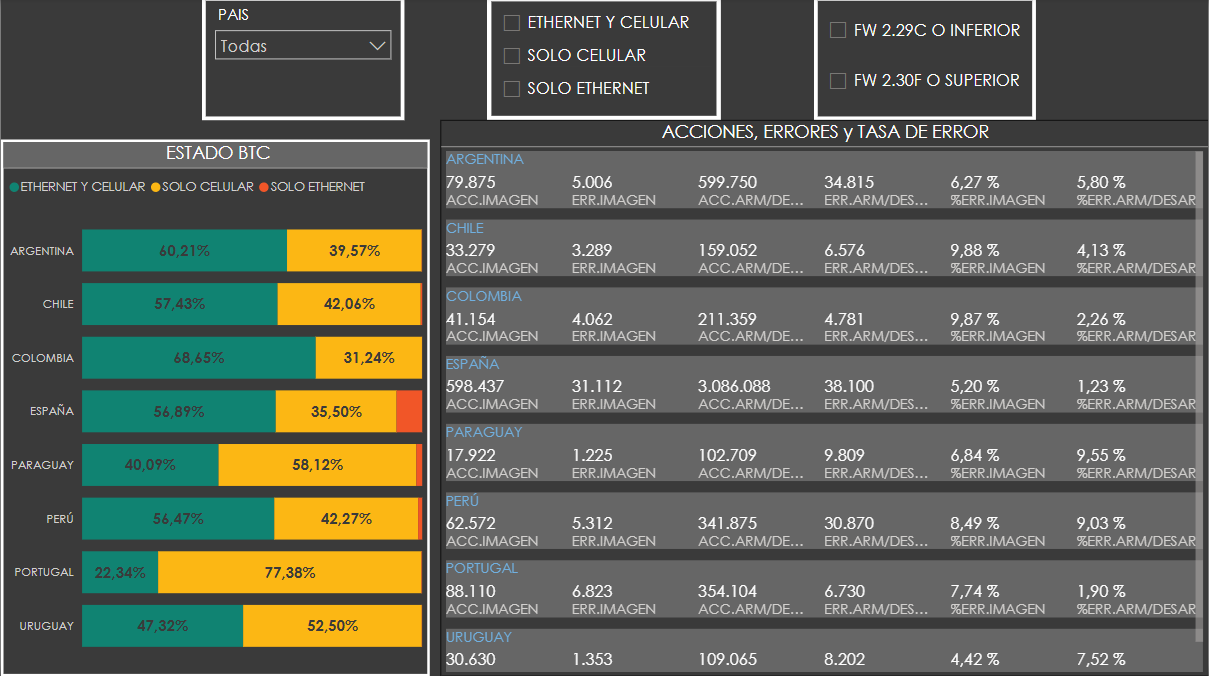 PAIS
Todas
ETHERNET Y CELULAR
SOLO CELULAR
SOLO ETHERNET
FW 2.29C O INFERIOR
FW 2.30F O SUPERIOR
ESTADO BTC
ETHERNET Y CELULAR SOLO CELULAR SOLO ETHERNET
ARGENTINA 60,21% 39,57%
CHILE 57,43% 42,06%
COLOMBIA 68,65% 31,24%
ESPAÑA 56,89% 35,50%
PARAGUAY 40,09% 58,12%
PERÚ 56,47% 42,27%
PORTUGAL 22,34% 77,38%
URUGUAY 47,32% 52,50%
ACCIONES, ERRORES y TASA DE ERROR
ARGENTINA
79.875 5.006 599.750 34.815 6,27 % 5,80 %
ACC.IMAGEN ERR.IMAGEN ACC.ARM/DE... ERR.ARM/DES... %ERR.IMAGEN %ERR.ARM/DESAR
CHILE
33.279 3.289 159.052 6.576 9,88 % 4,13 %
ACC.IMAGEN ERR.IMAGEN ACC.ARM/DE... ERR.ARM/DES... %ERR.IMAGEN %ERR.ARM/DESAR
COLOMBIA
41.154 4.062 211.359 4.781 9,87 % 2,26 %
ACC.IMAGEN ERR.IMAGEN ACC.ARM/DE... ERR.ARM/DES... %ERR.IMAGEN %ERR.ARM/DESAR
ESPAÑA
598.437 31.112 3.086.088 38.100 5,20 % 1,23 %
ACC.IMAGEN ERR.IMAGEN ACC.ARM/DE... ERR.ARM/DES... %ERR.IMAGEN %ERR.ARM/DESAR
PARAGUAY
17.922 1.225 102.709 9.809 6,84 % 9,55 %
ACC.IMAGEN ERR.IMAGEN ACC.ARM/DE... ERR.ARM/DES... %ERR.IMAGEN %ERR.ARM/DESAR
PERÚ
62.572 5.312 341.875 30.870 8,49 % 9,03 %
ACC.IMAGEN ERR.IMAGEN ACC.ARM/DE... ERR.ARM/DES... %ERR.IMAGEN %ERR.ARM/DESAR
PORTUGAL
88.110 6.823 354.104 6.730 7,74 % 1,90 %
ACC.IMAGEN ERR.IMAGEN ACC.ARM/DE... ERR.ARM/DES... %ERR.IMAGEN %ERR.ARM/DESAR
URUGUAY
30.630 1.353 109.065 8.202 4,42 % 7,52 %